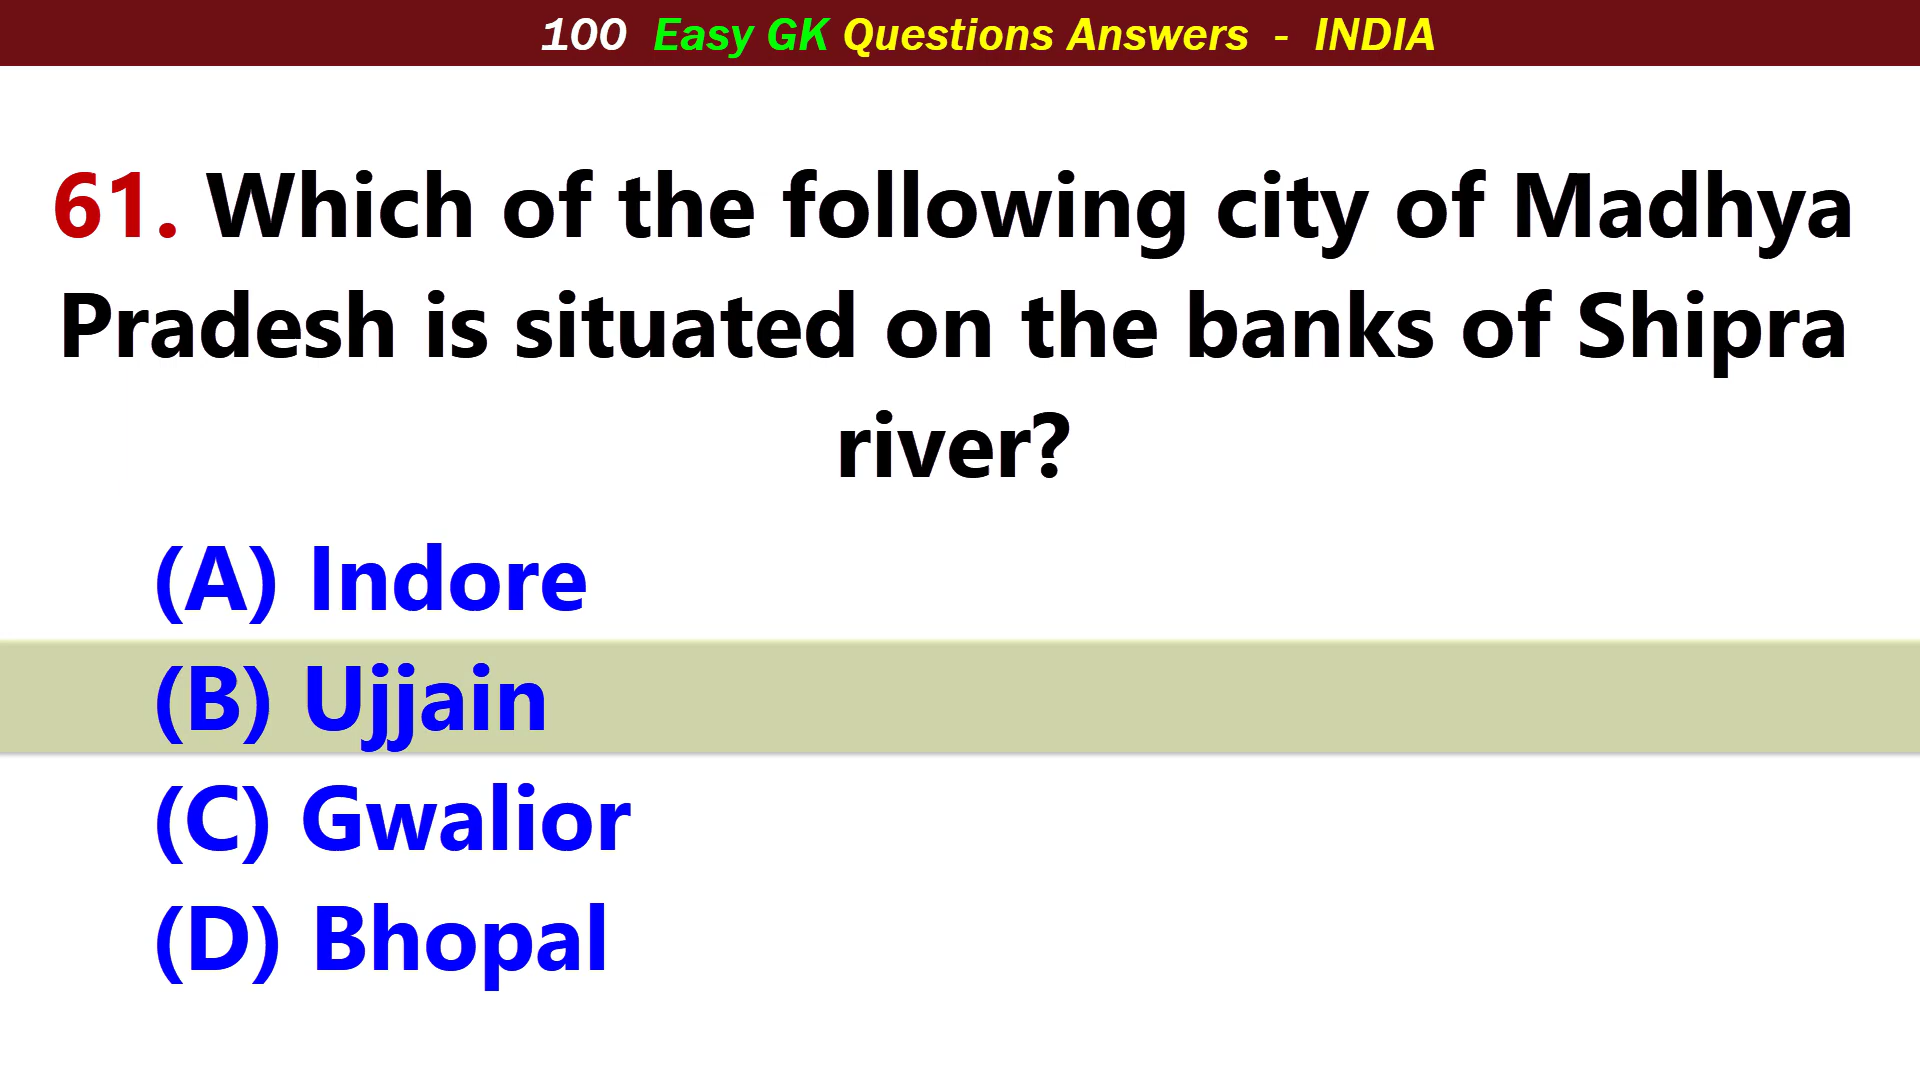 100 Easy GK Questions Answers - INDIA
61. Which of the following city of Madhya
Pradesh is situated on the banks of Shipra
river?
(A) Indore
(B) Ujjain
(C) Gwalior
(D) Bhopal